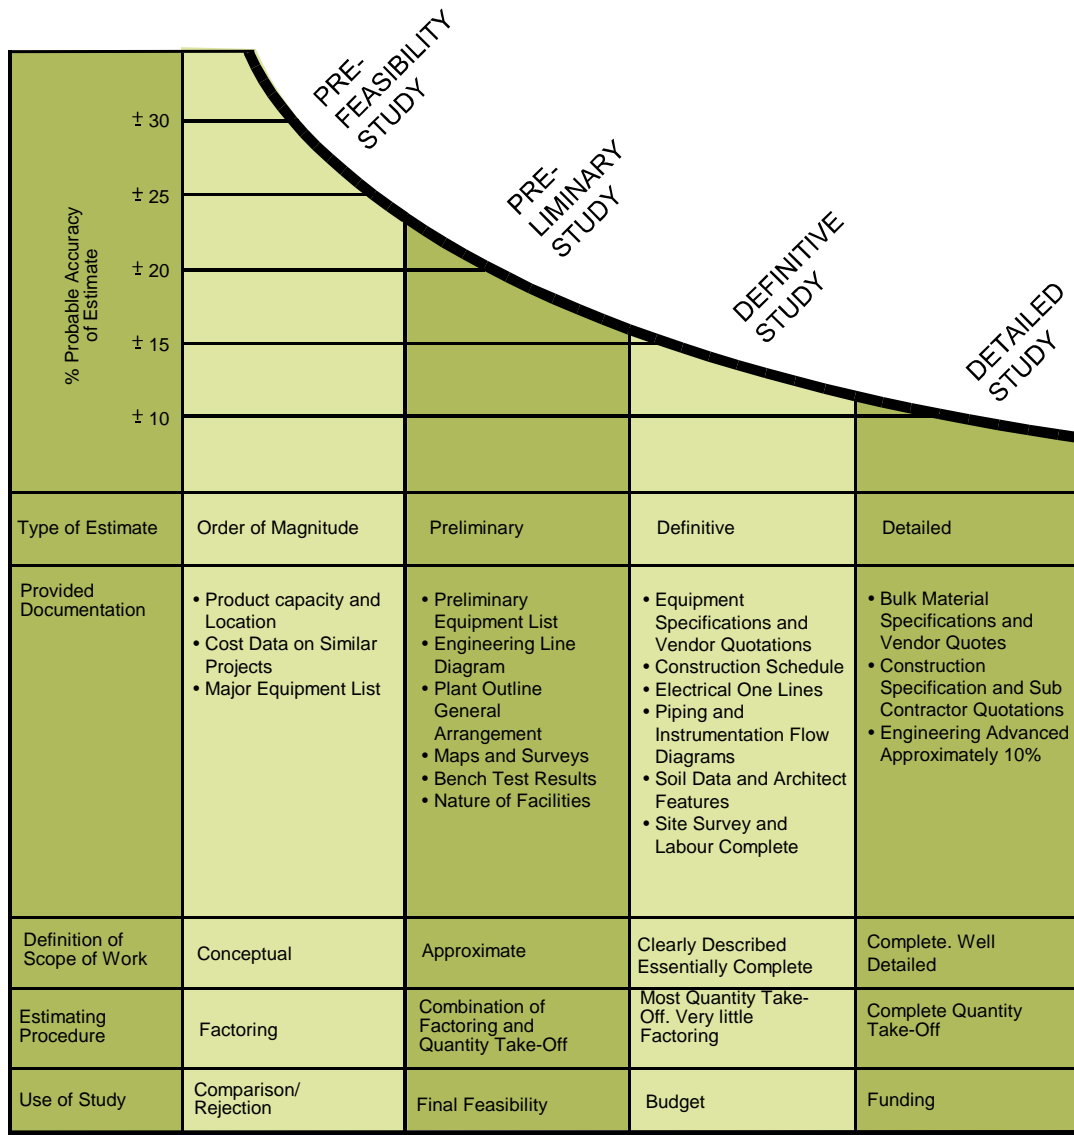 PRE-
FEASIBILITY
STUDY
PRE-
LIMINARY
STUDY
DEFINITIVE
STUDY
DETAILED
STUDY
% Probable Accuracy
of Estimate
± 30
± 25
± 20
± 15
± 10
Type of Estimate
Order of Magnitude
Preliminary
Definitive
Detailed
Provided
Documentation
• Product capacity and
Location
• Cost Data on Similar
Projects
• Major Equipment List
• Preliminary
Equipment List
• Engineering Line
Diagram
• Plant Outline
General
Arrangement
• Maps and Surveys
• Bench Test Results
• Nature of Facilities
• Equipment
Specifications and
Vendor Quotations
• Construction Schedule
• Electrical One Lines
• Piping and
Instrumentation Flow
Diagrams
• Soil Data and Architect
Features
• Site Survey and
Labour Complete
• Bulk Material
Specifications and
Vendor Quotes
• Construction
Specification and Sub
Contractor Quotations
• Engineering Advanced
Approximately 10%
Definition of
Scope of Work
Conceptual
Approximate
Clearly Described
Essentially Complete
Complete. Well
Detailed
Estimating
Procedure
Factoring
Combination of
Factoring and
Quantity Take-Off
Most Quantity Take-
Off. Very little
Factoring
Complete Quantity
Take-Off
Use of Study
Comparison/
Rejection
Final Feasibility
Budget
Funding